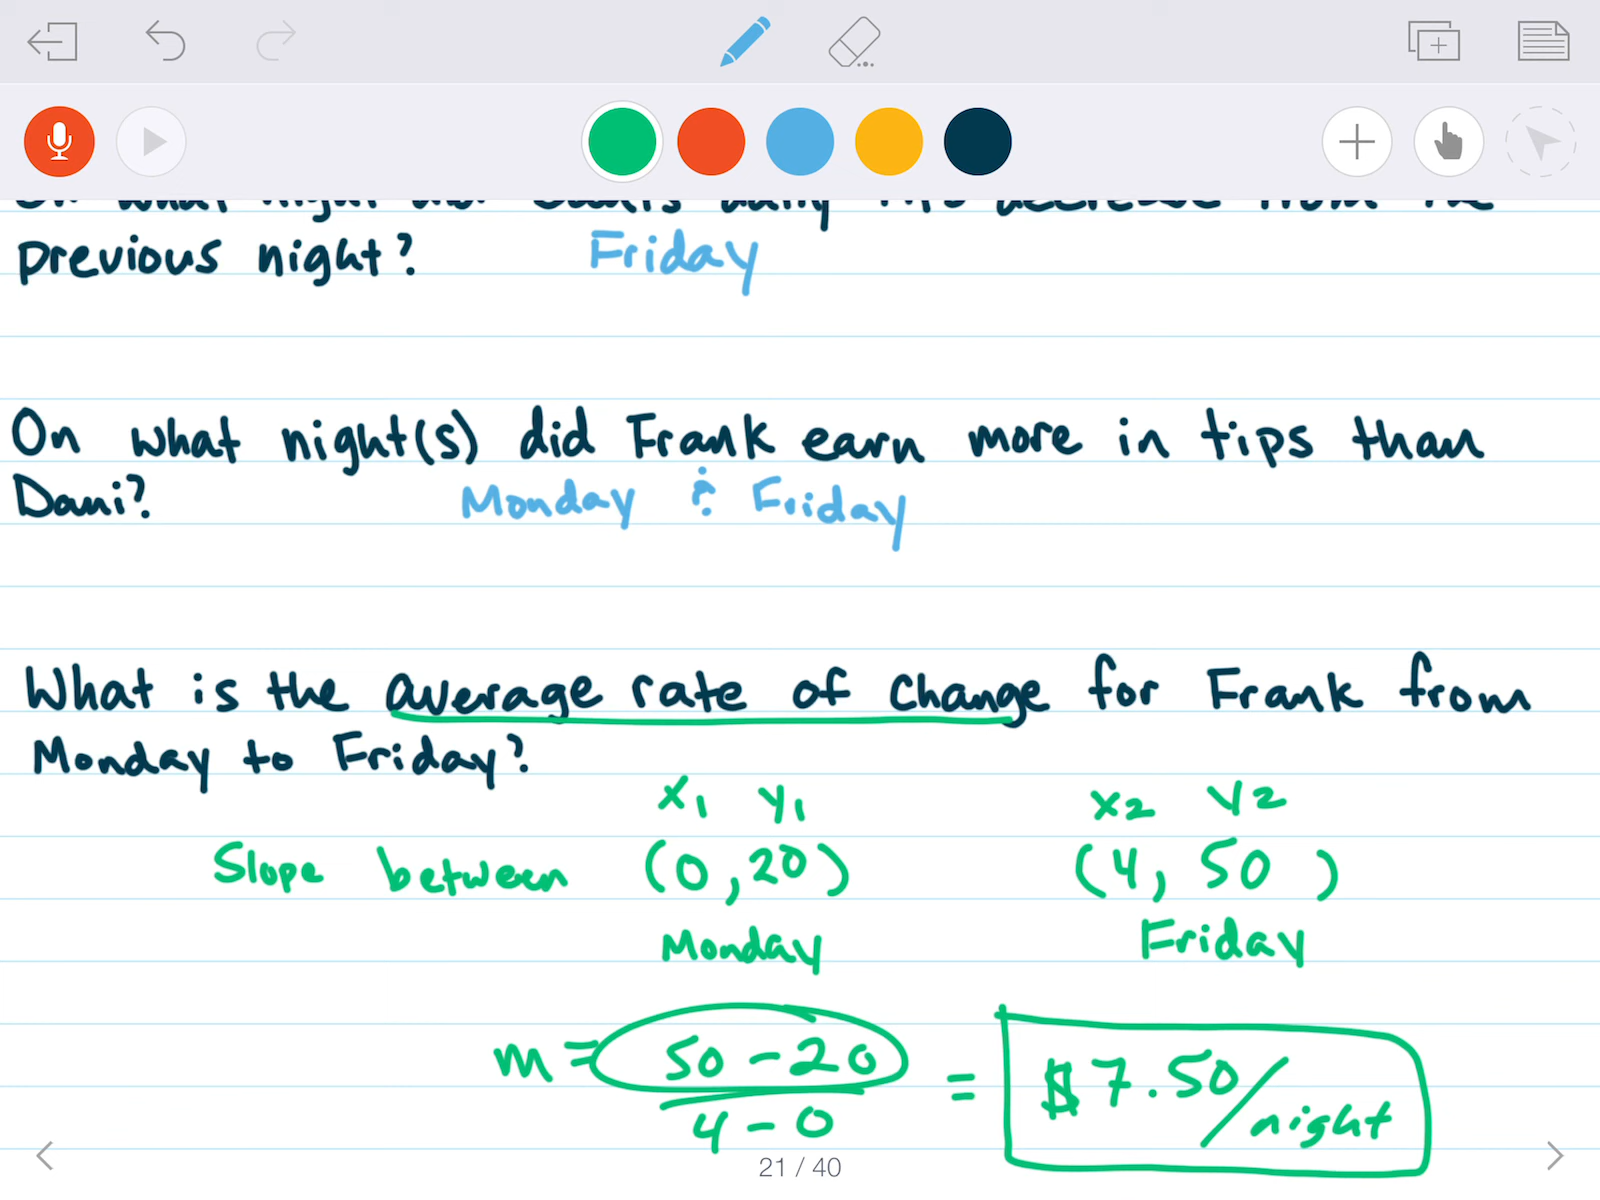 previous night? Friday
On what night(s) did Frank earn more in tips than
Dani? Monday & Friday
What is the average rate of change for Frank from
Monday to Friday?
x1 y1 x2 y2
Slope between (0,20) (4, 50)
Monday Friday
m = 50-20 = $7.50/night
4-0
21 / 40